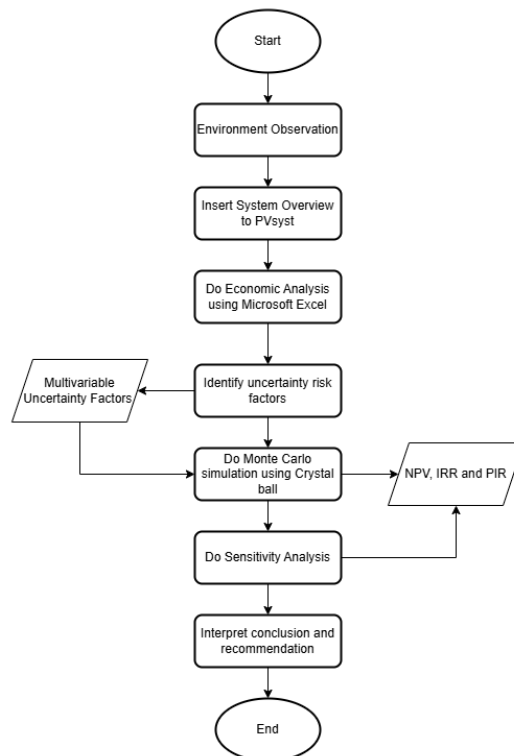 Start
Environment Observation
Insert System Overview
to PVsyst
Do Economic Analysis
using Microsoft Excel
Multivariable
Uncertainty Factors
Identify uncertainty risk
factors
Do Monte Carlo
simulation using Crystal
ball
NPV, IRR and PIR
Do Sensitivity Analysis
Interpret conclusion and
recommendation
End